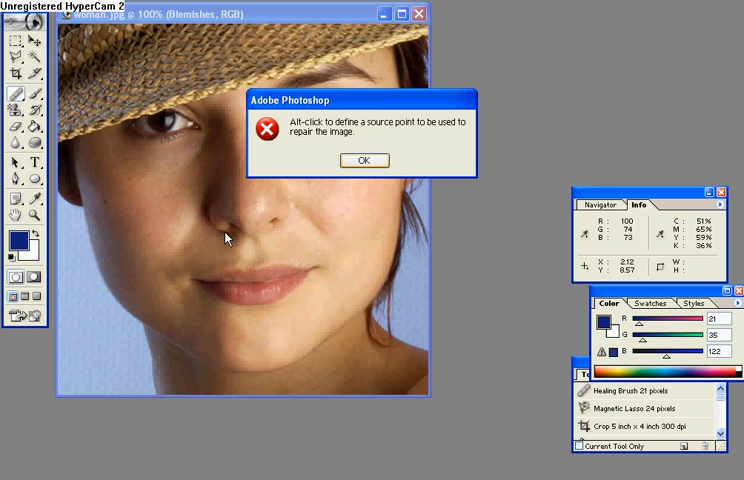 Unregistered HyperCam 2
woman.jpg @ 100% (Blemishes, RGB)
Adobe Photoshop
Alt-click to define a source point to be used to
repair the image.
OK
T
Navigator
Info
R : 100
G : 74
B : 73
C : 51%
M : 65%
Y : 59%
K : 36%
X : 2.12
Y : 8.57
W :
H :
Color
Swatches
Styles
R 21
G 35
B 122
To
Healing Brush 21 pixels
Magnetic Lasso 24 pixels
Crop 5 inch x 4 inch 300 dpi
Current Tool Only